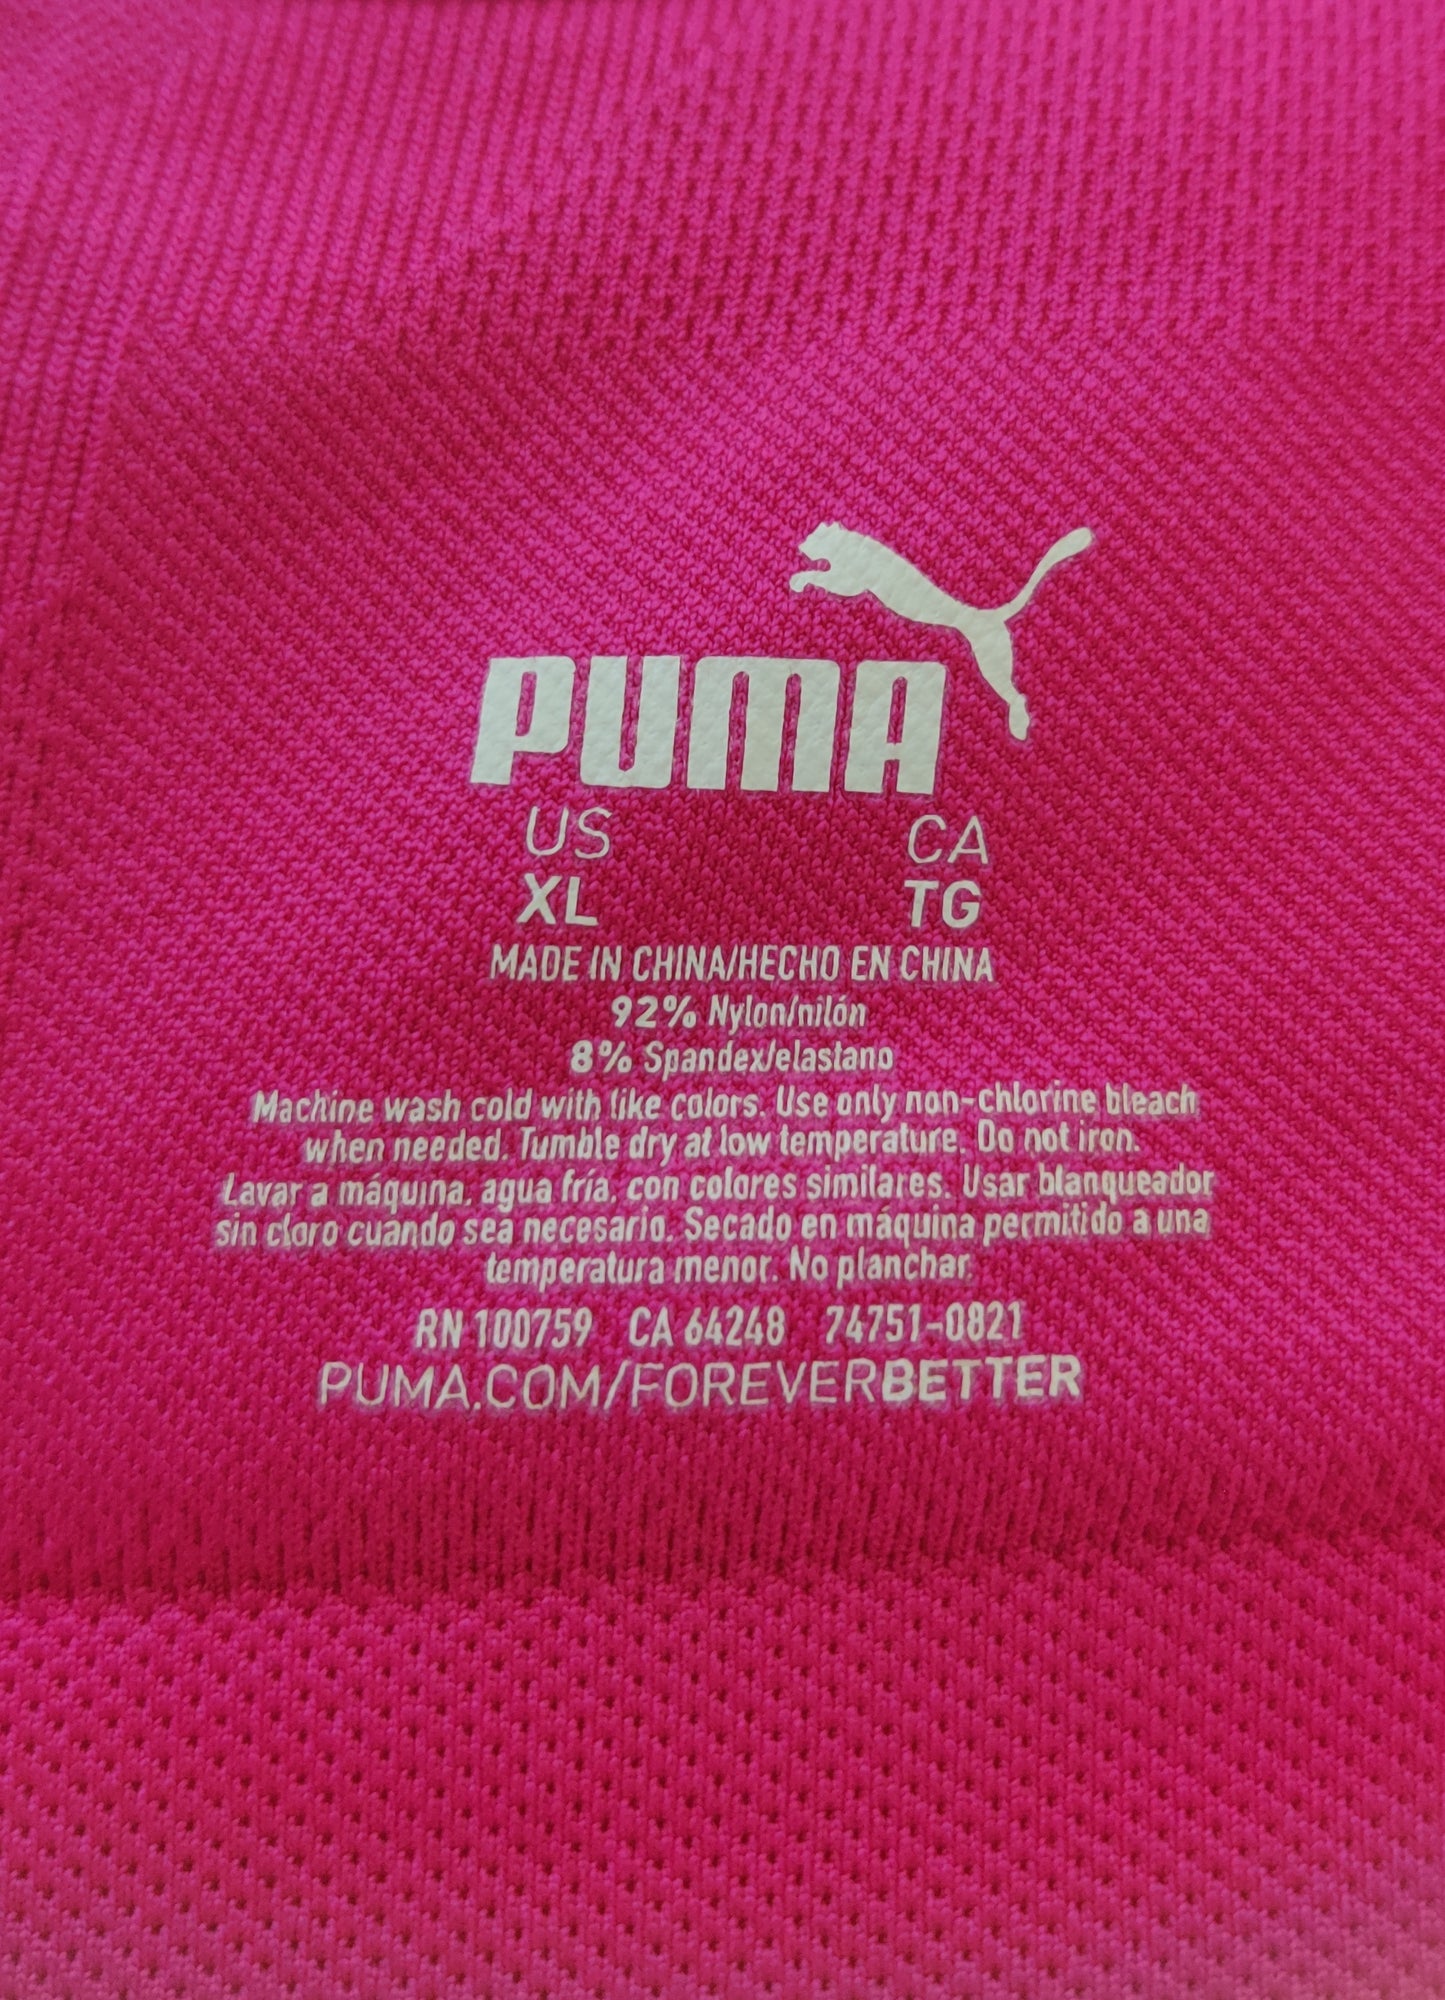 PUMA
US CA
XL TG
MADE IN CHINA/HECHO EN CHINA
92% Nylon/nilón
8% Spandex/elastano
Machine wash cold with like colors. Use only non-chlorine bleach
when needed. Tumble dry at low temperature. Do not iron.
Lavar a máquina, agua fría, con colores similares. Usar blanqueador
sin cloro cuando sea necesario. Secado en máquina permitido a una
temperatura menor. No planchar.
RN 100759 CA 64248 74751-0821
PUMA.COM/FOREVERBETTER